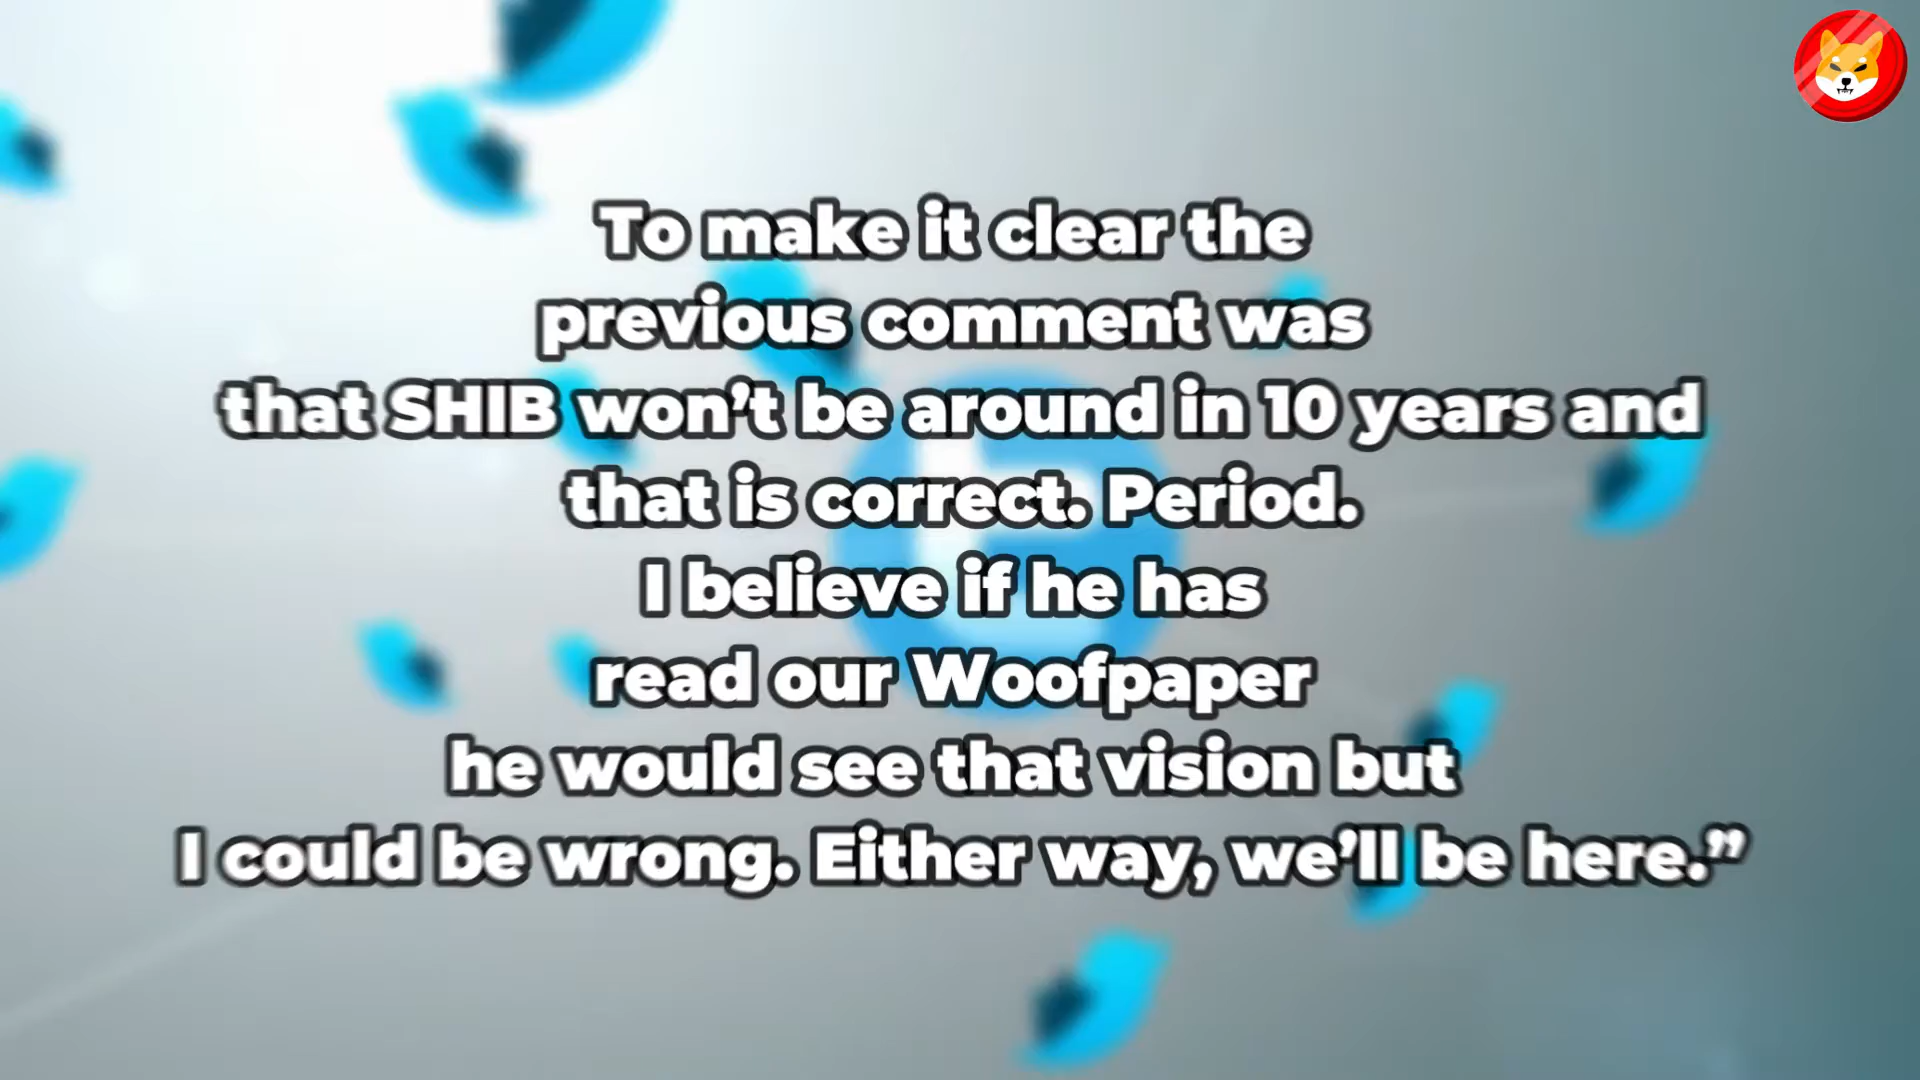 To make it clear the
previous comment was
that SHIB won’t be around in 10 years and
that is correct. Period.
I believe if he has
read our Woofpaper
he would see that vision but
I could be wrong. Either way, we’ll be here.”